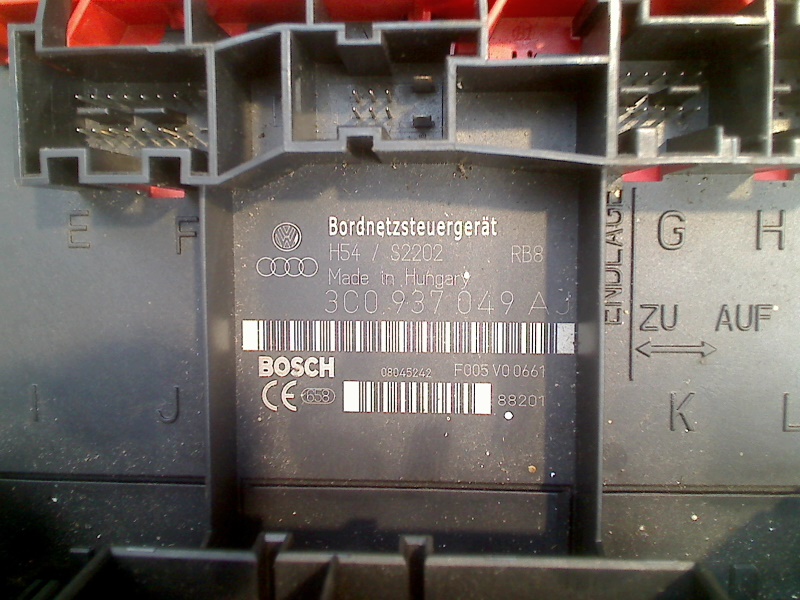 E F
Bordnetzsteuergerät
H54 / S2202 RB8
Made in Hungary
3C0 937 049 AJ
BOSCH
08045242 F005 V0 0661
CE 658
88201
I J
ENDLAGE
G H
ZU AUF
K L